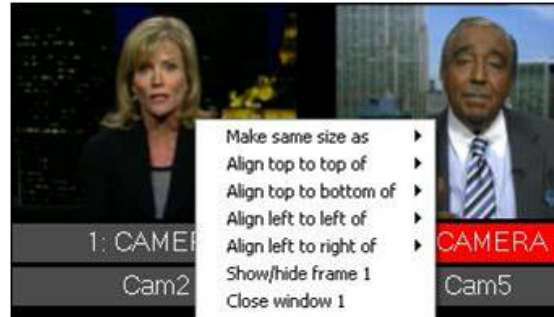 Make same size as
Align top to top of
Align top to bottom of
Align left to left of
Align left to right of
Show/hide frame 1
Close window 1
1: CAMER
CAMERA
Cam2
Cam5